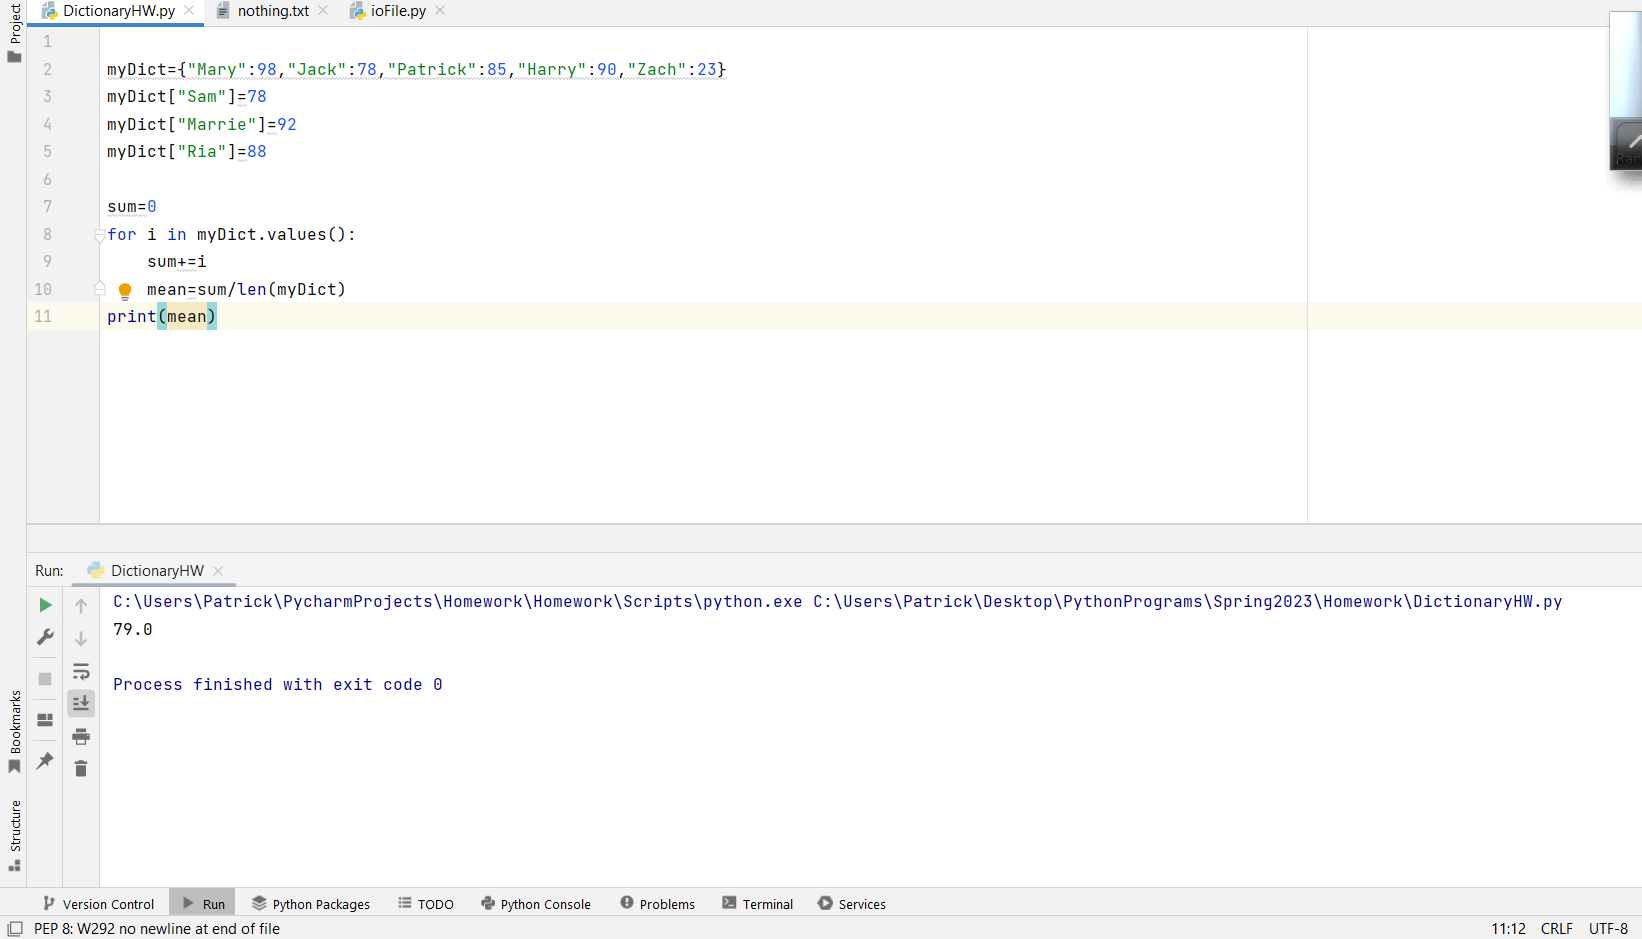 Project
DictionaryHW.py
nothing.txt
ioFile.py
1
2 myDict={"Mary":98,"Jack":78,"Patrick":85,"Harry":90,"Zach":23}
3 myDict["Sam"]=78
4 myDict["Marrie"]=92
5 myDict["Ria"]=88
6
7 sum=0
8 for i in myDict.values():
9     sum+=i
10     mean=sum/len(myDict)
11 print(mean)
Run: DictionaryHW
C:\Users\Patrick\PycharmProjects\Homework\Homework\Scripts\python.exe C:\Users\Patrick\Desktop\PythonPrograms\Spring2023\Homework\DictionaryHW.py
79.0
Process finished with exit code 0
Bookmarks
Structure
Version Control
Run
Python Packages
TODO
Python Console
Problems
Terminal
Services
PEP 8: W292 no newline at end of file
11:12 CRLF UTF-8